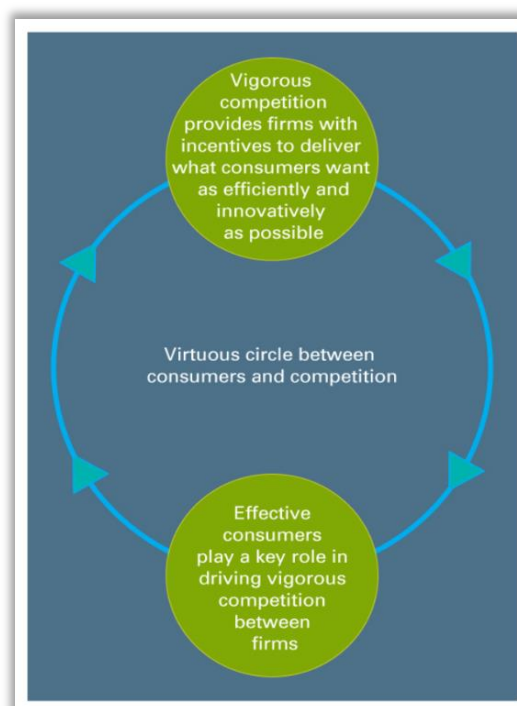 Vigorous
competition
provides firms with
incentives to deliver
what consumers want
as efficiently and
innovatively
as possible
Virtuous circle between
consumers and competition
Effective
consumers
play a key role in
driving vigorous
competition
between
firms